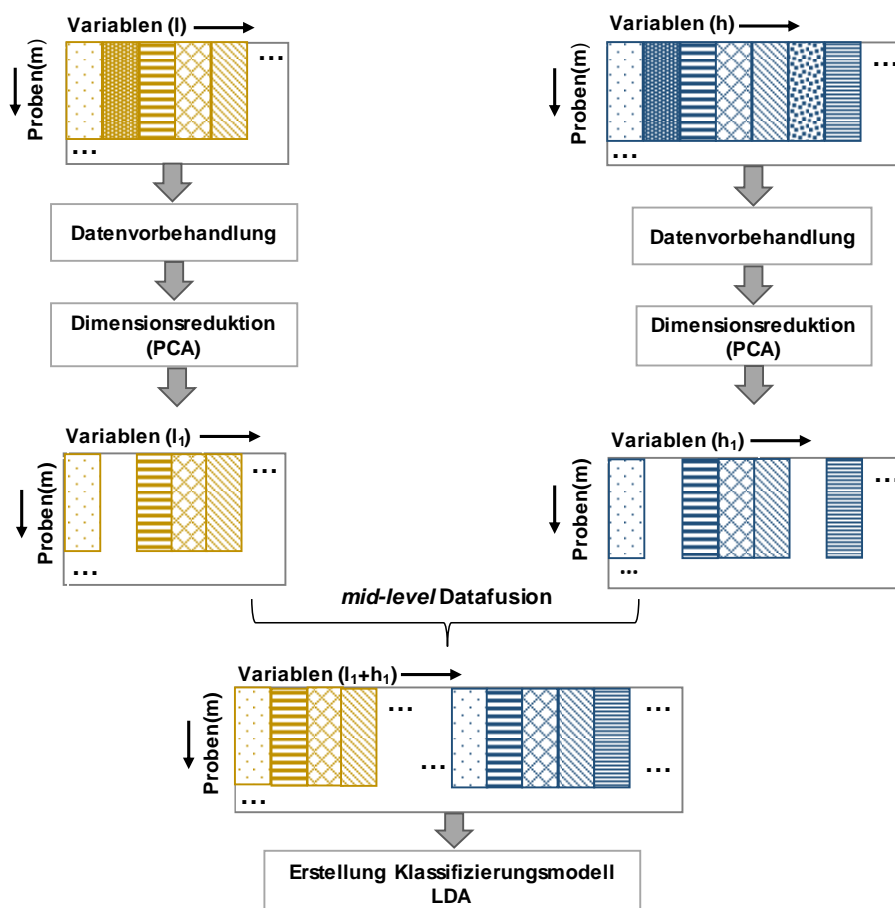 Variablen (l)
Proben(m)
...
...
Datenvorbehandlung
Dimensionsreduktion
(PCA)
Variablen (l₁)
Proben(m)
...
...
Variablen (h)
Proben(m)
...
...
Datenvorbehandlung
Dimensionsreduktion
(PCA)
Variablen (h₁)
Proben(m)
...
...
mid-level Datafusion
Variablen (l₁+h₁)
Proben(m)
... ...
... ...
...
Erstellung Klassifizierungsmodell
LDA